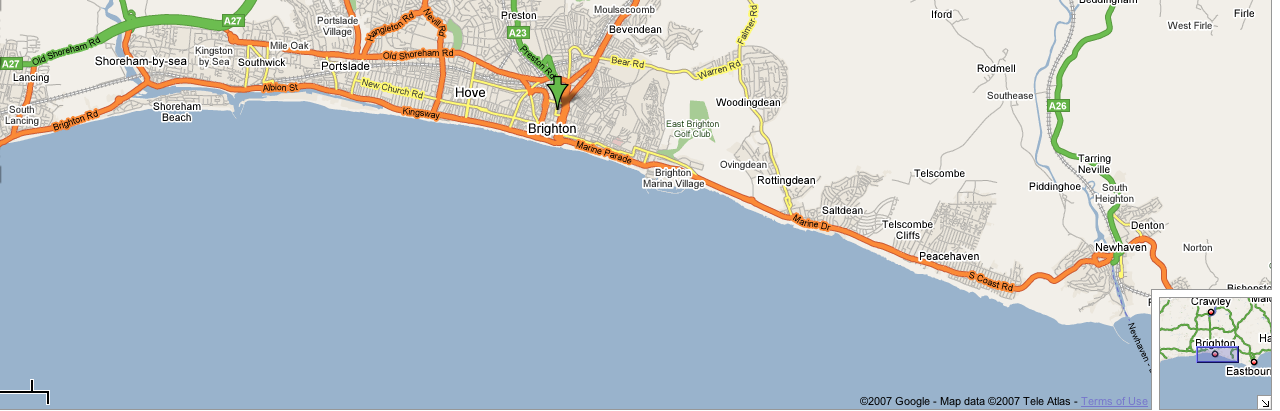 Beddingham
Moulsecoomb
Preston
Bevendean
Portslade
Village
Hangleton Rd
Nevill Rd
Iford
West Firle
Firle
A27
A23
Old Shoreham Rd
Kingston
by Sea
Mile Oak
Southwick
Old Shoreham Rd
Preston Rd
Falmer Rd
Bear Rd
Warren Rd
A27
Shoreham-by-sea
Portslade
Lancing
Albion St
New Church Rd
Hove
Rodmell
Southease
South
Lancing
Brighton Rd
Shoreham
Beach
Kingsway
Brighton
Woodingdean
East Brighton
Golf Club
A26
Marine Parade
Ovingdean
Brighton
Marina Village
Rottingdean
Telscombe
Tarring
Neville
Piddinghoe
South
Heighton
Saltdean
Marine Dr
Telscombe
Cliffs
Denton
Newhaven
Norton
Peacehaven
S Coast Rd
Newhaven -
Crawley
Brighton
Ha
Eastbourn
©2007 Google - Map data ©2007 Tele Atlas - Terms of Use